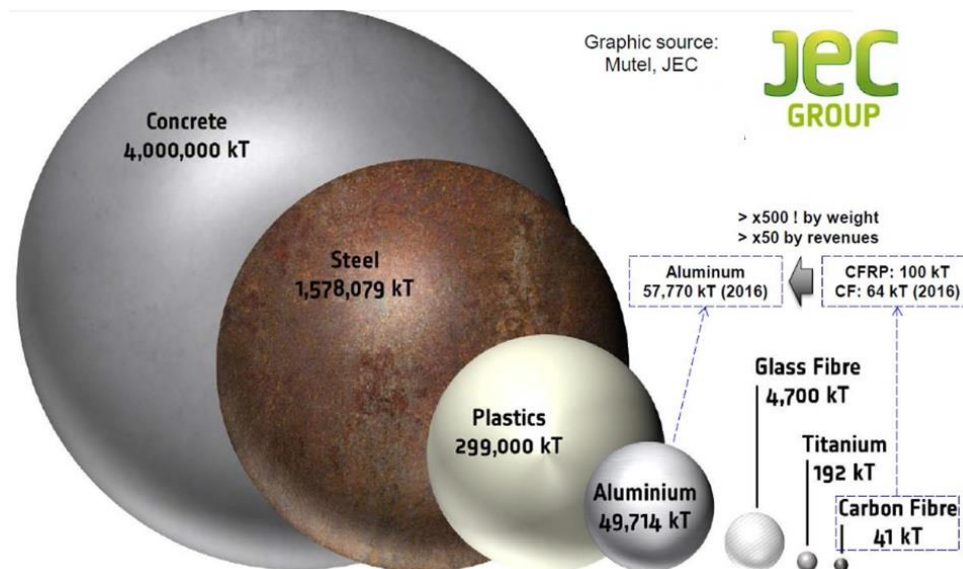 Graphic source:
Mutel, JEC
JEC
GROUP
Concrete
4,000,000 kT
Steel
1,578,079 kT
Plastics
299,000 kT
Aluminium
49,714 kT
> x500 ! by weight
> x50 by revenues
Aluminum
57,770 kT (2016)
CFRP: 100 kT
CF: 64 kT (2016)
Glass Fibre
4,700 kT
Titanium
192 kT
Carbon Fibre
41 kT